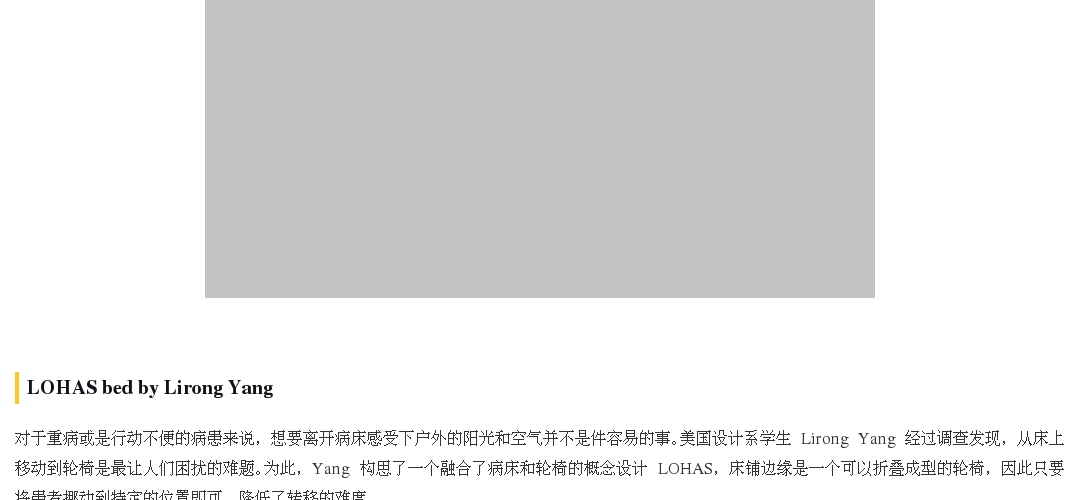 LOHAS bed by Lirong Yang
对于重病或是行动不便的病患来说，想要离开病床感受下户外的阳光和空气并不是件容易的事。美国设计系学生 Lirong Yang 经过调查发现，从床上
移动到轮椅是最让人们困扰的难题。为此，Yang 构思了一个融合了病床和轮椅的概念设计 LOHAS，床铺边缘是一个可以折叠成型的轮椅，因此只要
将患者挪动到特定的位置即可，降低了转移的难度